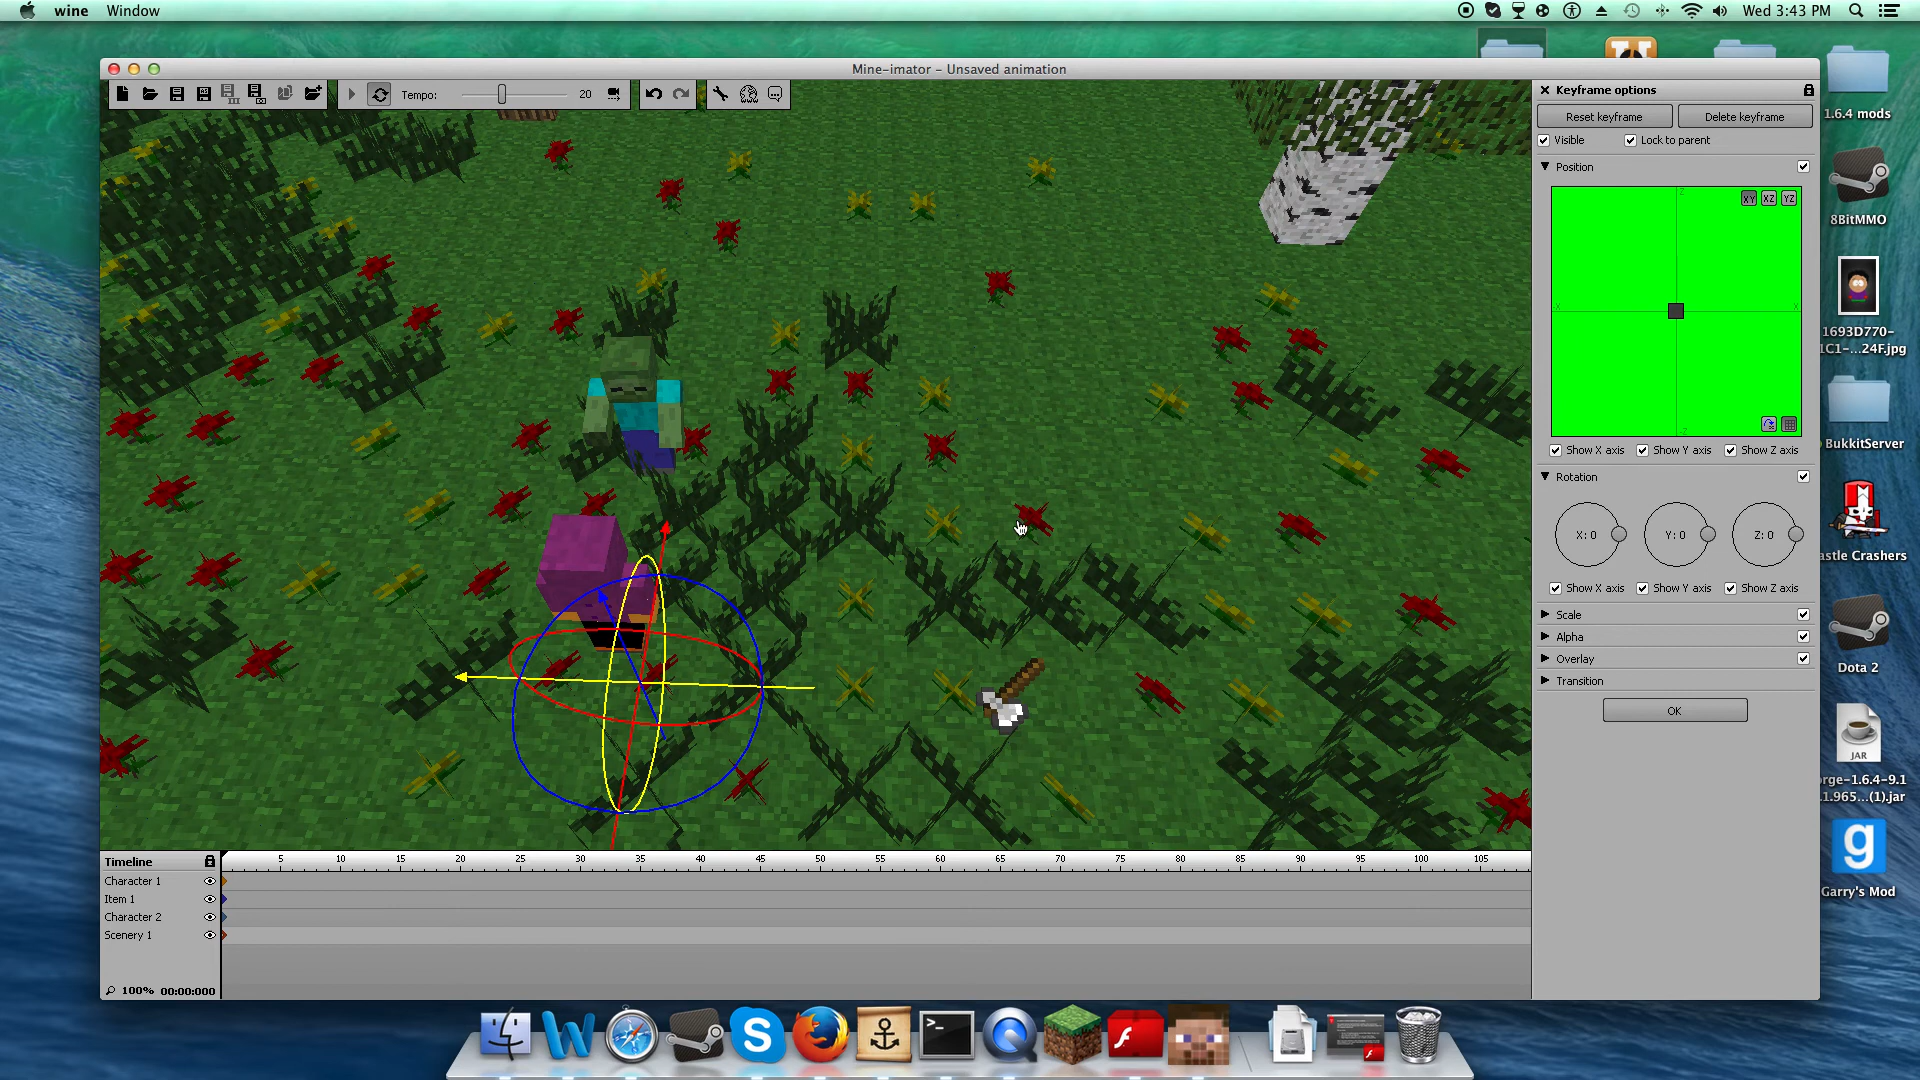 wine Window
Wed 3:43 PM
Mine-imator - Unsaved animation
Tempo: 20
Keyframe options
Reset keyframe Delete keyframe
Visible Lock to parent
Position
XY XZ YZ
Z
-X X
-Z
Show X axis Show Y axis Show Z axis
Rotation
X: 0 Y: 0 Z: 0
Show X axis Show Y axis Show Z axis
Scale
Alpha
Overlay
Transition
OK
Timeline
5 10 15 20 25 30 35 40 45 50 55 60 65 70 75 80 85 90 95 100 105
Character 1
Item 1
Character 2
Scenery 1
100% 00:00:000
1.6.4 mods
8BitMMO
1693D770-
1C1-...24F.jpg
BukkitServer
astle Crashers
Dota 2
JAR
orge-1.6.4-9.1
.1.965...(1).jar
g
Garry's Mod
W
S
>_
f